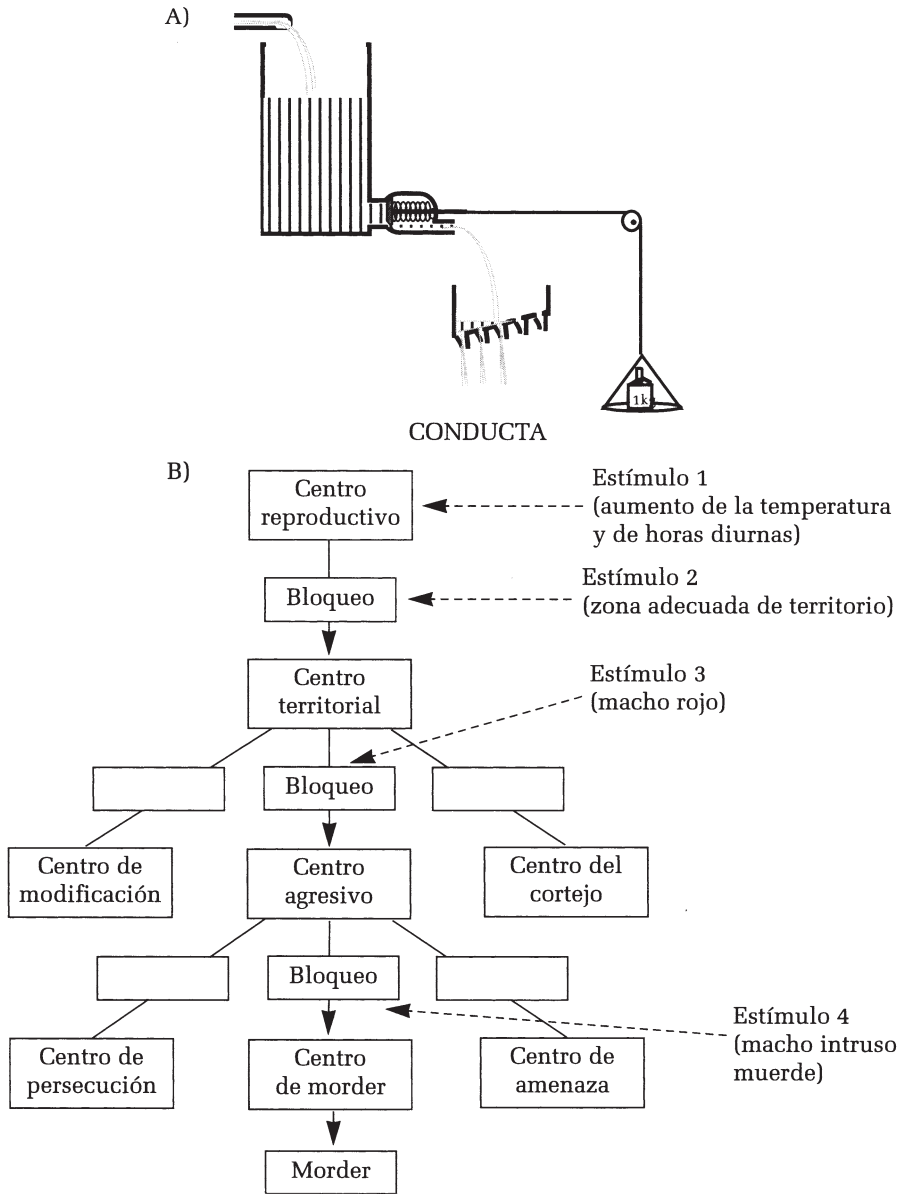 A)
1k
CONDUCTA
B)
Centro
reproductivo
Estímulo 1
(aumento de la temperatura
y de horas diurnas)
Bloqueo
Estímulo 2
(zona adecuada de territorio)
Centro
territorial
Estímulo 3
(macho rojo)
Bloqueo
Centro de
modificación
Centro
agresivo
Centro del
cortejo
Bloqueo
Estímulo 4
(macho intruso
muerde)
Centro de
persecución
Centro
de morder
Centro de
amenaza
Morder